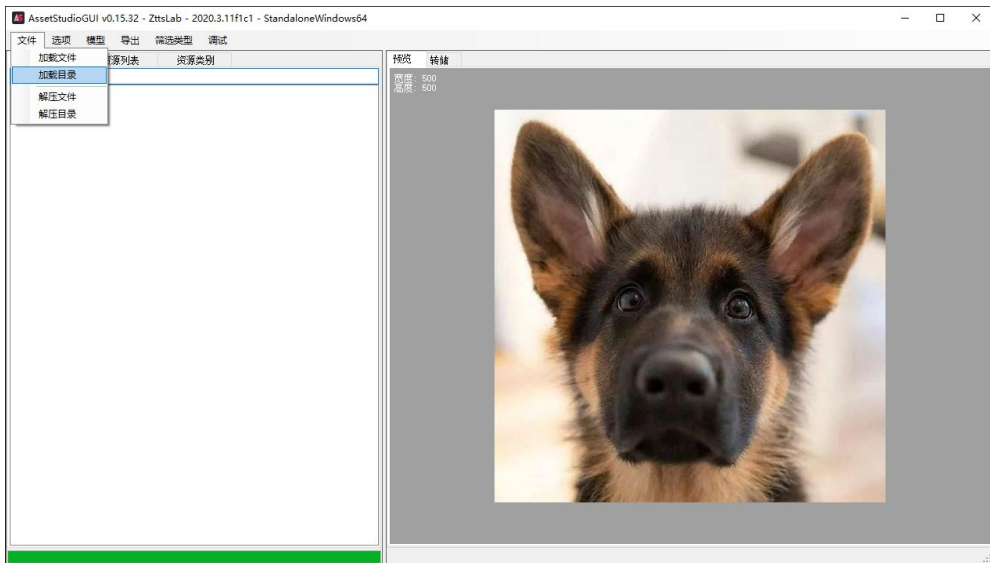 AssetStudioGUI v0.15.32 - ZttsLab - 2020.3.11f1c1 - StandaloneWindows64
文件 选项 模型 导出 筛选类型 调试
源列表 资源类别 预览 转储
加载文件
加载目录
解压文件
解压目录
宽度: 500
高度: 500